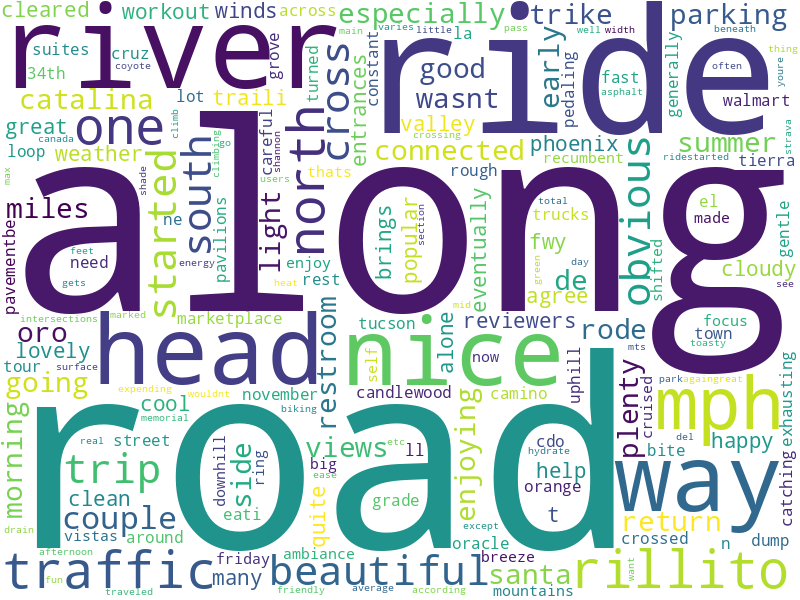 cleared workout winds across especially trike parking
river ride
suites cruz 34th coyote grove turned constant la main pass varies little well width beneath often thing youre
good wasnt early pedaling fast asphalt generally walmart
catalina lot traili
great one loop weather
south north cross entrances valley connected phoenix summer
climb canada climbing go shannon careful users thats crossing rough recumbent ridestarted tierra strava
along
max shade ne pavilions light enjoy rest brings popular section total trucks obvious el made gentle
miles started need energy heat green day fwy de agree eventually shifted cloudy see
pavementbe feet gets
intersections marked marketplace mid
oro lovely tour surface
head nice
restroom tucson reviewers alone rode town focus toasty mts
going expending november self wouldnt now candlewood camino uphill plenty cruised park againgreat
road mph
morning cool biking memorial
trip real street views ll etc enjoying cdo hydrate help bite happy del exhausting catching
clean side downhill ring big ease grade orange t way
couple eati quite return
vistas around except oracle crossed n dump
drain afternoon friday ambiance breeze
traffic many beautiful santa rillito
fun traveled friendly average according mountains want